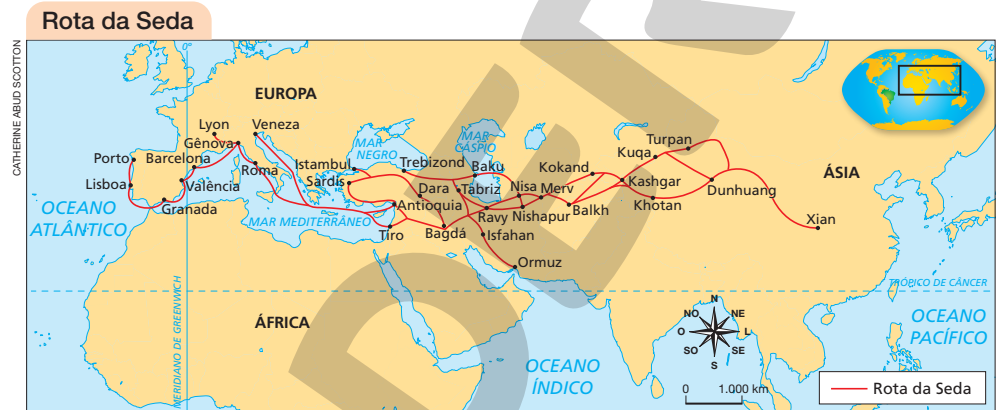 Rota da Seda
CATHERINE ABUD SCOTTON
EUROPA
Lyon
Veneza
Gênova
Porto
Barcelona
Roma
Lisboa
Valência
Granada
OCEANO
ATLÂNTICO
MAR MEDITERRÂNEO
MAR
NEGRO
MAR
CÁSPIO
Istambul
Trebizond
Baku
Sardis
Dara
Tabriz
Nisa
Merv
Kokand
Kuqa
Turpan
Antioquia
Ravy
Nishapur
Balkh
Kashgar
Khotan
Dunhuang
ÁSIA
Tiro
Bagdá
Isfahan
Xian
Ormuz
TRÓPICO DE CÂNCER
MERIDIANO DE GREENWICH
ÁFRICA
OCEANO
ÍNDICO
OCEANO
PACÍFICO
N
NO
NE
O
L
SO
SE
S
0
1.000 km
Rota da Seda
DER